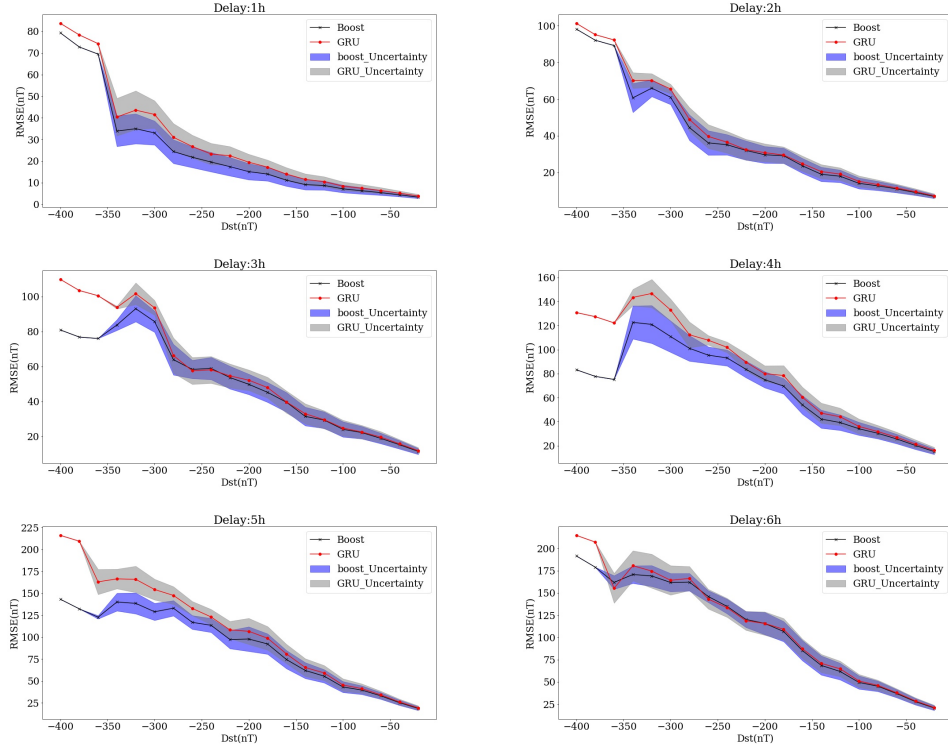 Delay:1h
RMSE(nT)
80
70
60
50
40
30
20
10
0
Boost
GRU
boost_Uncertainty
GRU_Uncertainty
−400 −350 −300 −250 −200 −150 −100 −50
Dst(nT)
Delay:2h
RMSE(nT)
100
80
60
40
20
Boost
GRU
boost_Uncertainty
GRU_Uncertainty
−400 −350 −300 −250 −200 −150 −100 −50
Dst(nT)
Delay:3h
RMSE(nT)
100
80
60
40
20
Boost
GRU
boost_Uncertainty
GRU_Uncertainty
−400 −350 −300 −250 −200 −150 −100 −50
Dst(nT)
Delay:4h
RMSE(nT)
160
140
120
100
80
60
40
20
Boost
GRU
boost_Uncertainty
GRU_Uncertainty
−400 −350 −300 −250 −200 −150 −100 −50
Dst(nT)
Delay:5h
RMSE(nT)
225
200
175
150
125
100
75
50
25
Boost
GRU
boost_Uncertainty
GRU_Uncertainty
−400 −350 −300 −250 −200 −150 −100 −50
Dst(nT)
Delay:6h
RMSE(nT)
200
175
150
125
100
75
50
25
Boost
GRU
boost_Uncertainty
GRU_Uncertainty
−400 −350 −300 −250 −200 −150 −100 −50
Dst(nT)